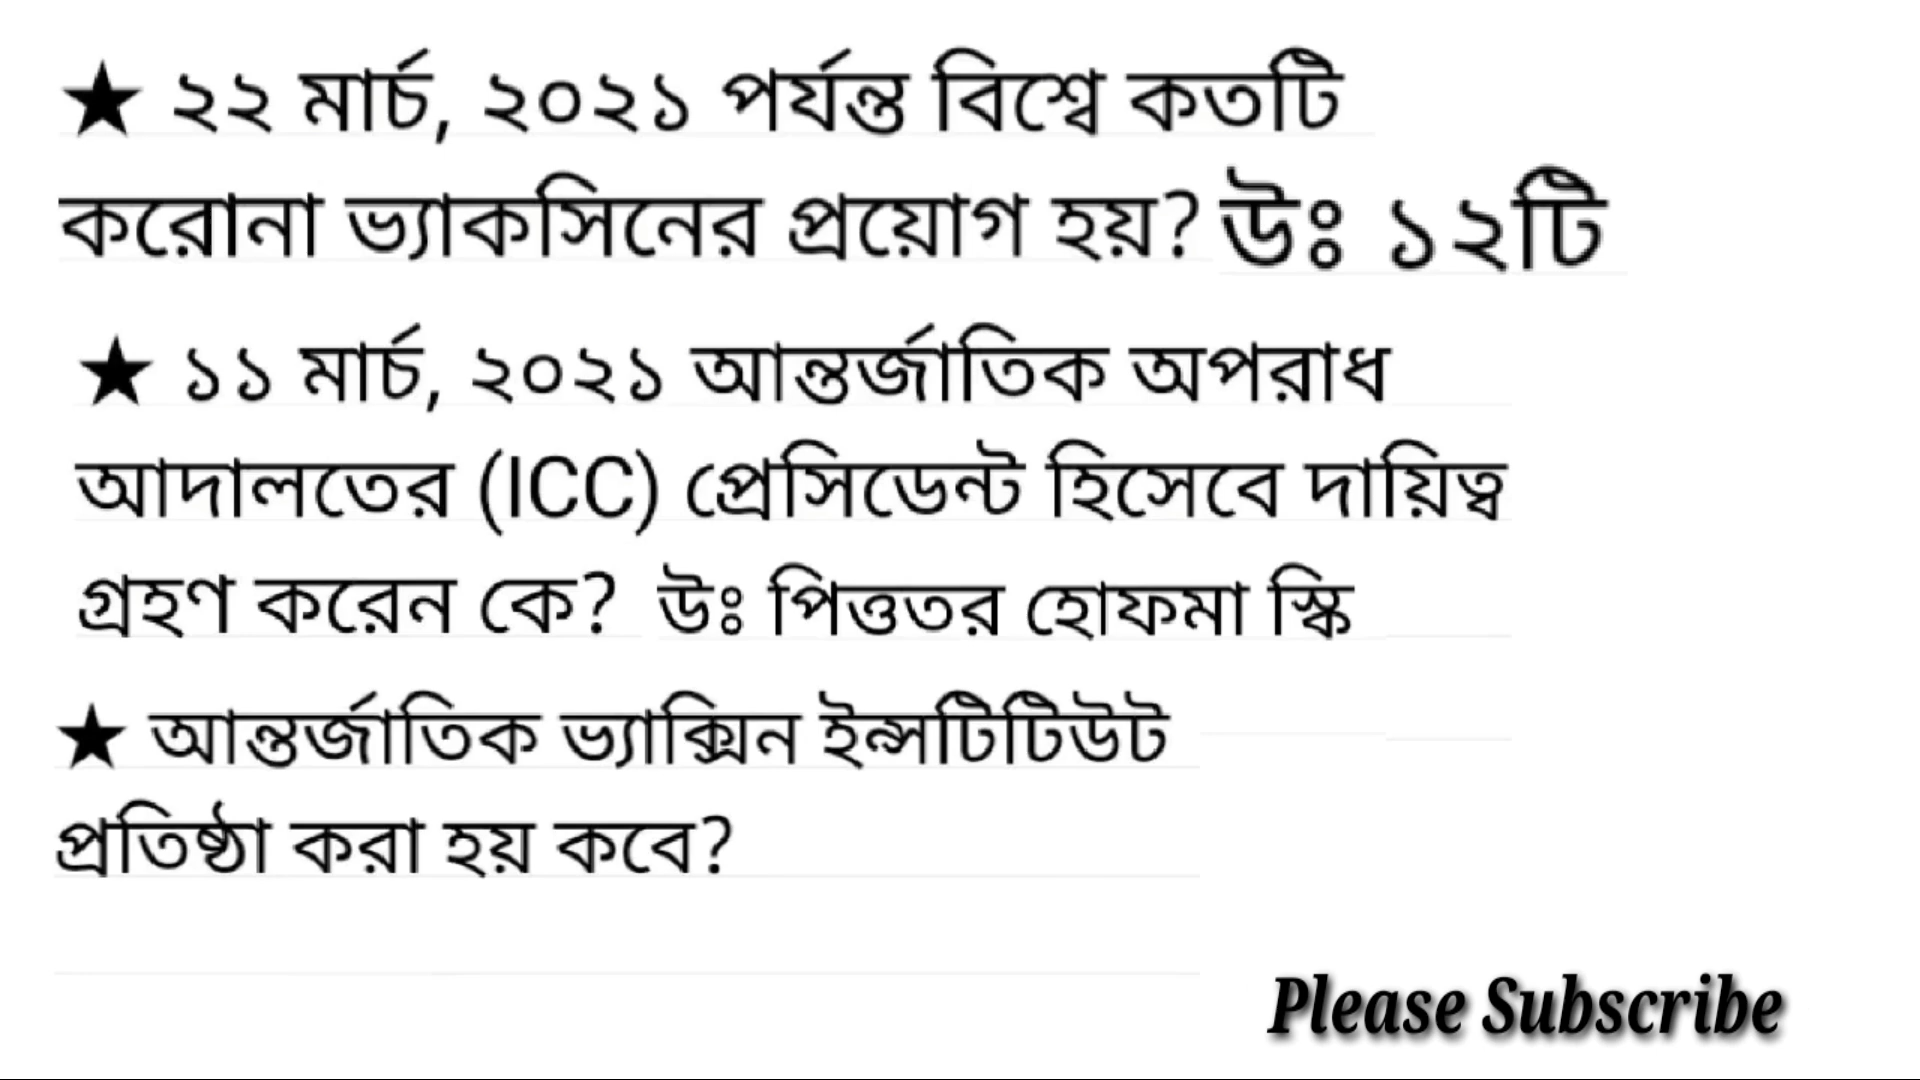 ★ ২২ মার্চ, ২০২১ পর্যন্ত বিশ্বে কতটি
করোনা ভ্যাকসিনের প্রয়োগ হয়? উঃ ১২টি
★ ১১ মার্চ, ২০২১ আন্তর্জাতিক অপরাধ
আদালতের (ICC) প্রেসিডেন্ট হিসেবে দায়িত্ব
গ্রহণ করেন কে? উঃ পিত্ততর হোফমা স্কি
★ আন্তর্জাতিক ভ্যাক্সিন ইন্সটিটিউট
প্রতিষ্ঠা করা হয় কবে?
Please Subscribe